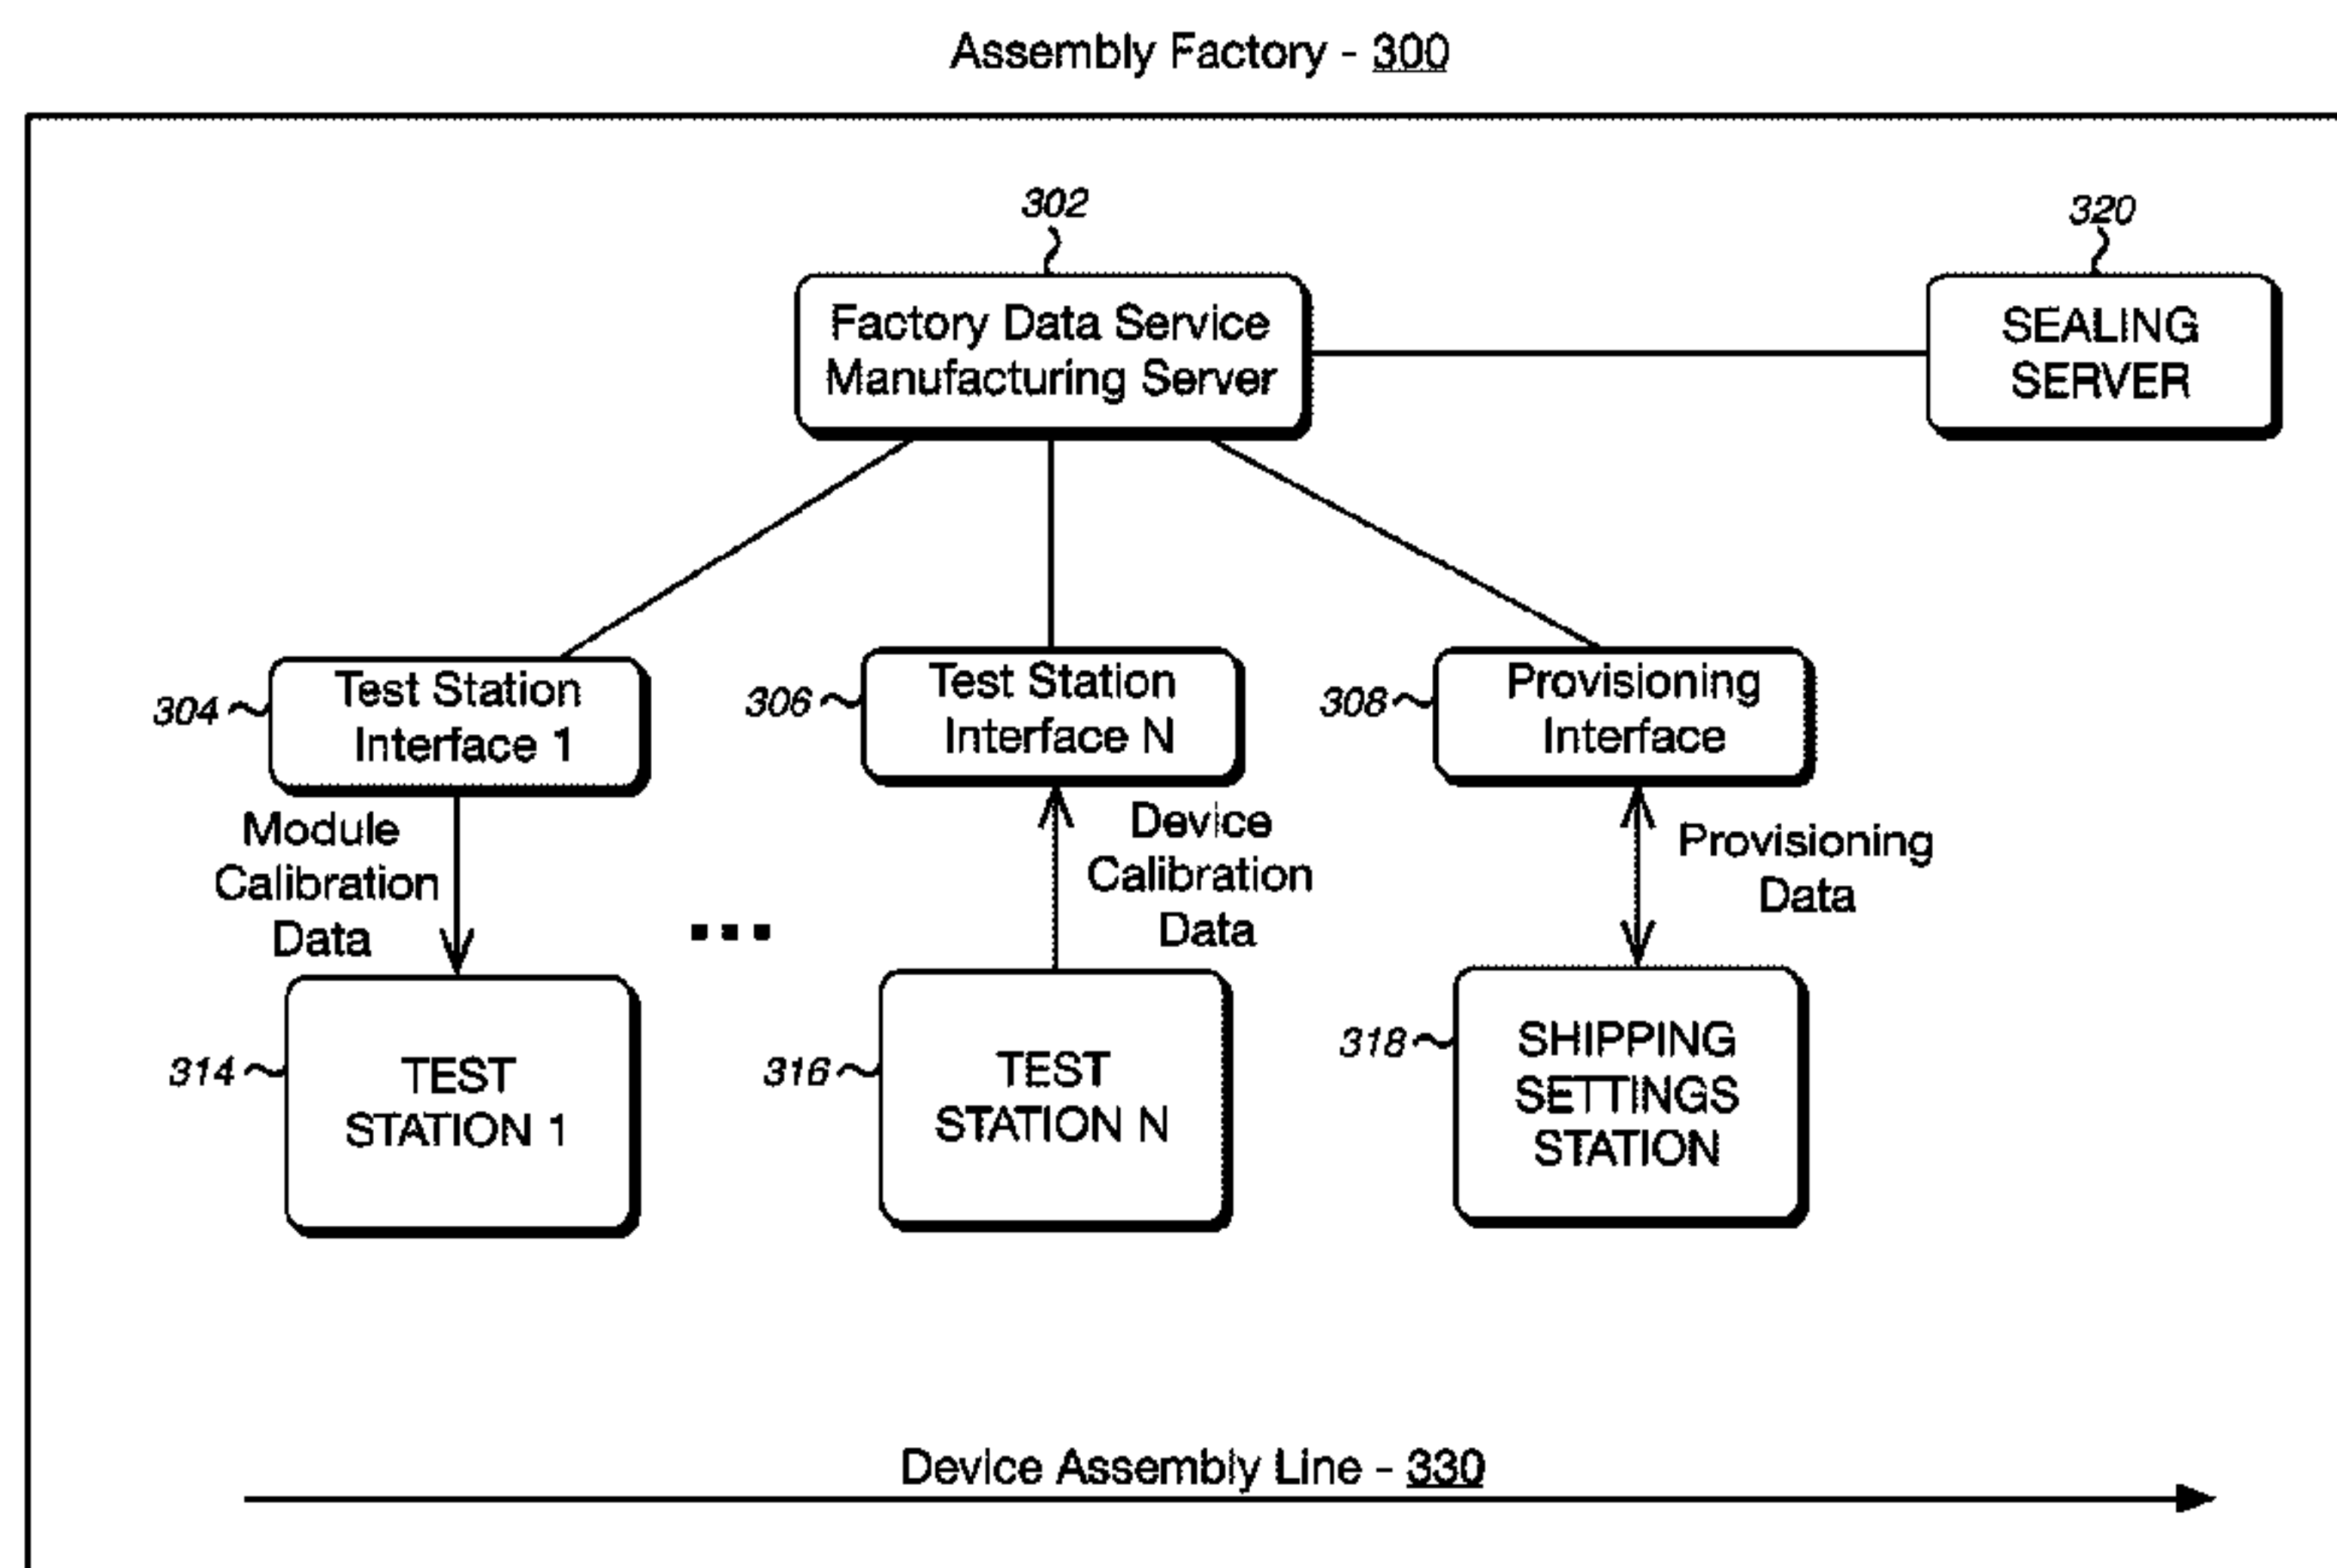 Assembly Factory - 300
302
320
Factory Data Service
Manufacturing Server
SEALING
SERVER
304
Test Station
Interface 1
306
Test Station
Interface N
308
Provisioning
Interface
Module
Calibration
Data
...
Device
Calibration
Data
Provisioning
Data
314
TEST
STATION 1
316
TEST
STATION N
318
SHIPPING
SETTINGS
STATION
Device Assembly Line - 330